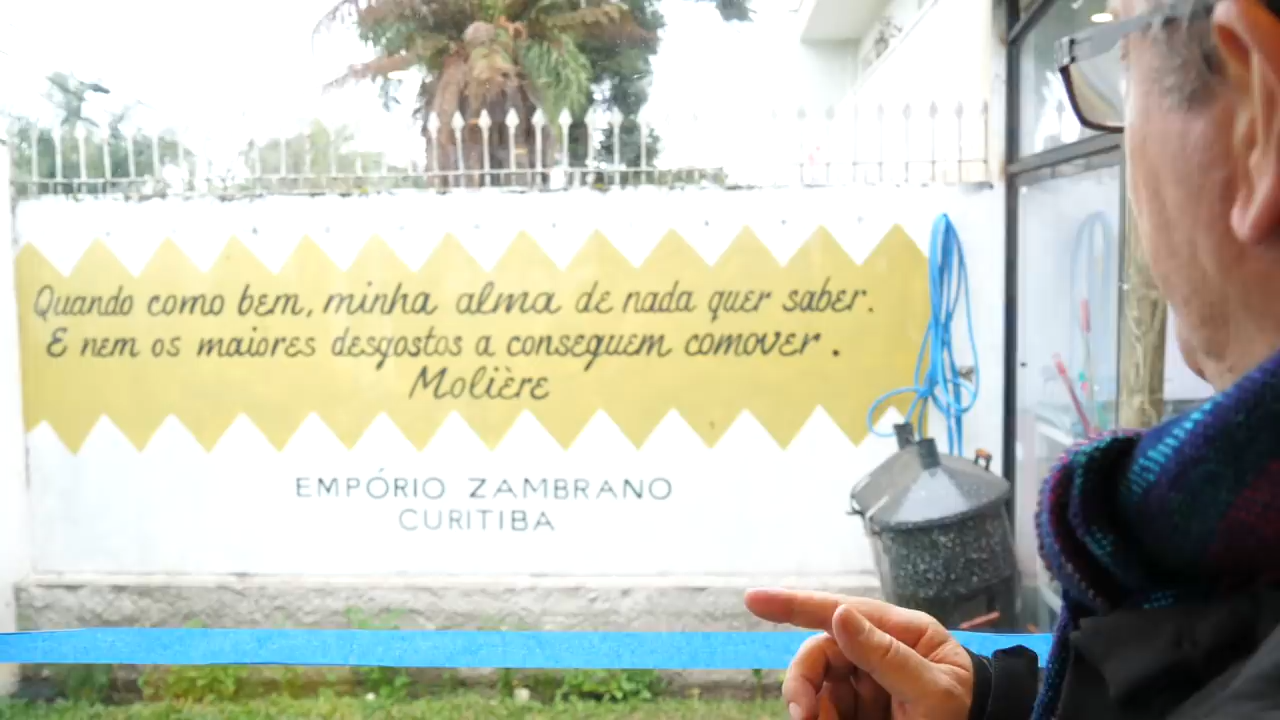 Quando como bem, minha alma de nada quer saber.
E nem os maiores desgostos a conseguem comover.
Molière
EMPÓRIO ZAMBRANO
CURITIBA